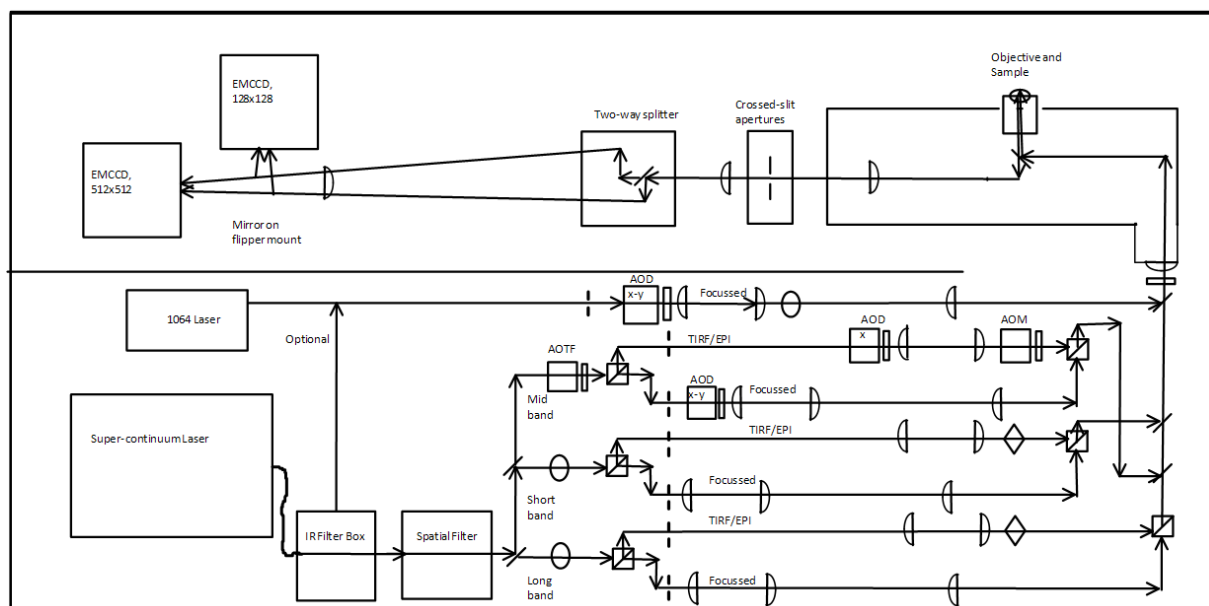 Objective and
Sample
EMCCD,
128x128
Two-way splitter
Crossed-slit
apertures
EMCCD,
512x512
Mirror on
flipper mount
AOD
x-y
Focussed
1064 Laser
Optional
AOD
x
AOM
TIRF/EPI
AOTF
AOD
x-y
Focussed
Mid
band
TIRF/EPI
Super-continuum Laser
Focussed
Short
band
TIRF/EPI
IR Filter Box
Spatial Filter
Focussed
Long
band